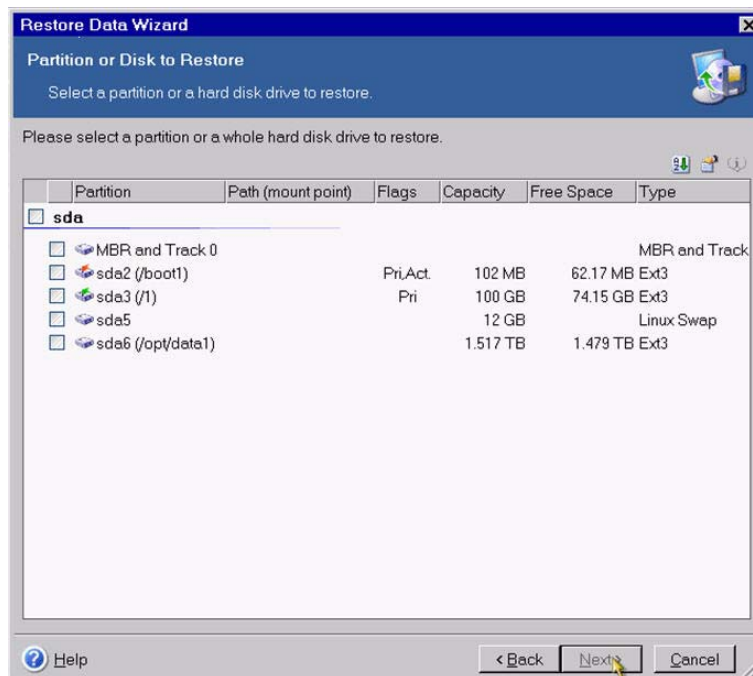 Restore Data Wizard
Partition or Disk to Restore
Select a partition or a hard disk drive to restore.
Please select a partition or a whole hard disk drive to restore.
Partition Path (mount point) Flags Capacity Free Space Type
sda
MBR and Track 0 MBR and Track
sda2 (/boot1) Pri,Act. 102 MB 62.17 MB Ext3
sda3 (/1) Pri 100 GB 74.15 GB Ext3
sda5 12 GB Linux Swap
sda6 (/opt/data1) 1.517 TB 1.479 TB Ext3
Help < Back Next > Cancel